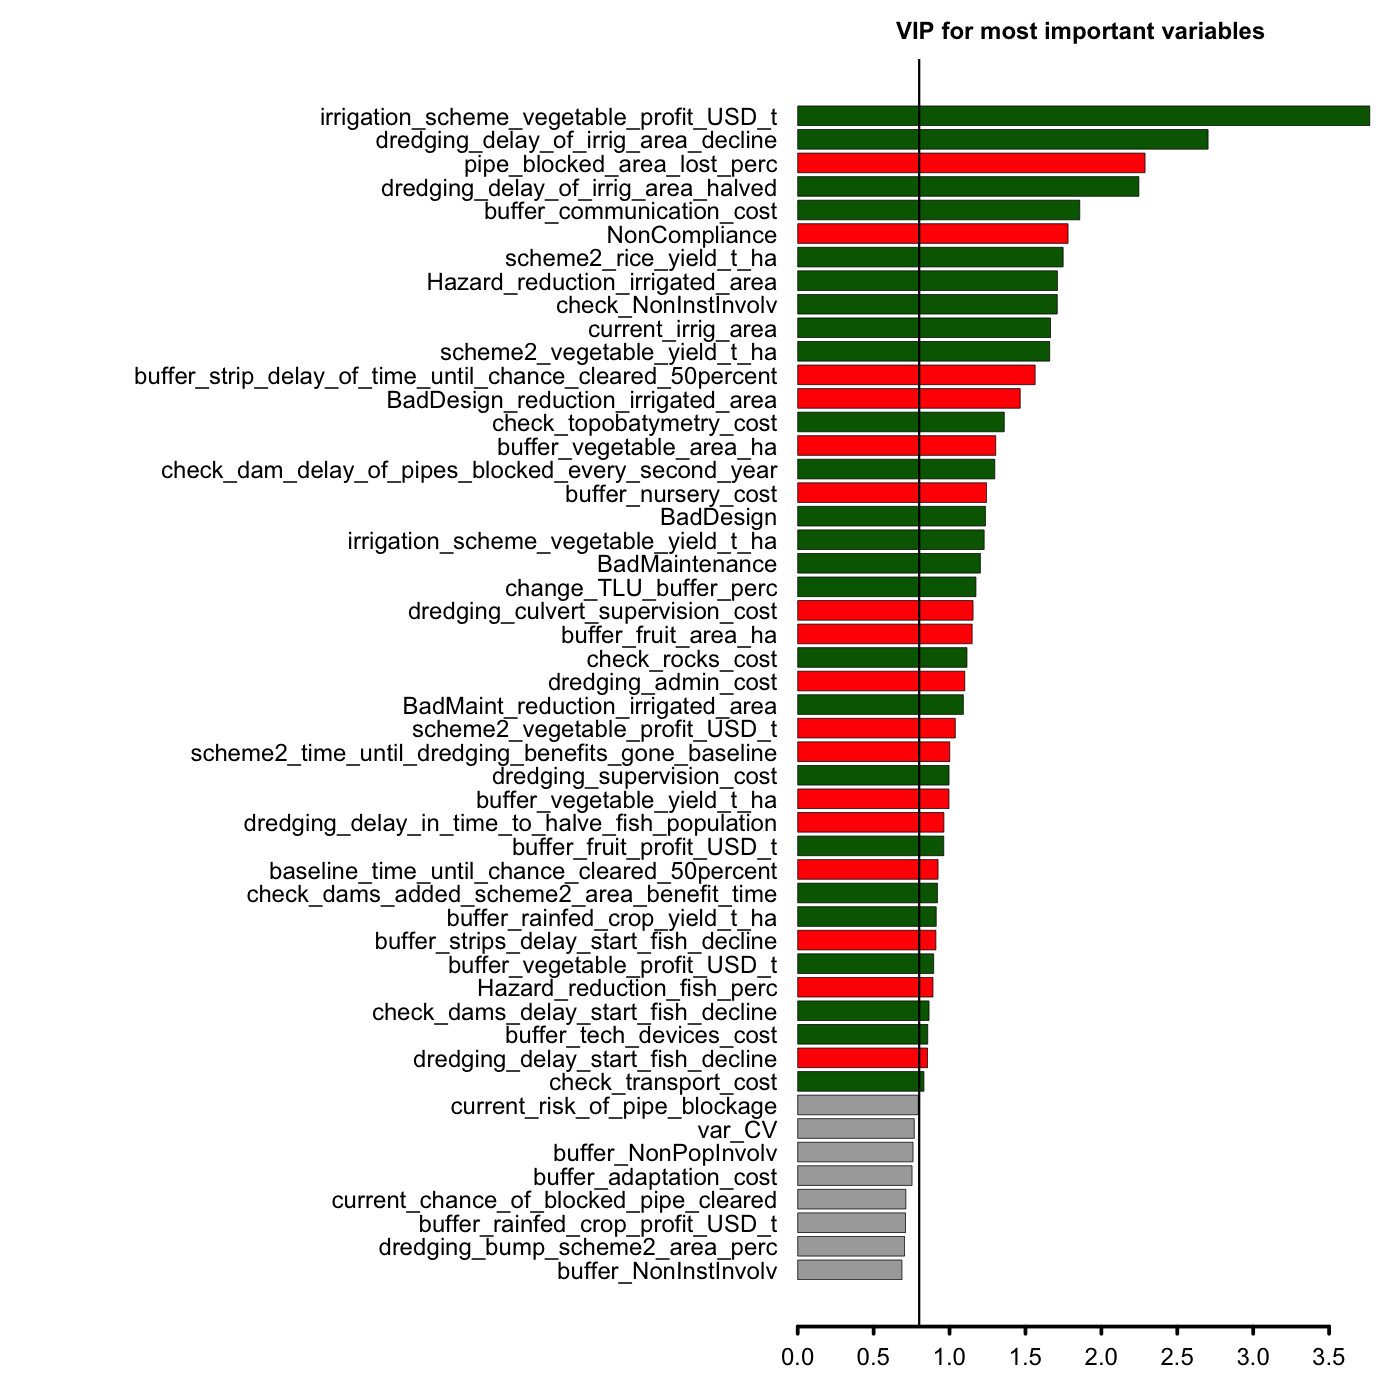 VIP for most important variables
irrigation_scheme_vegetable_profit_USD_t
dredging_delay_of_irrig_area_decline
pipe_blocked_area_lost_perc
dredging_delay_of_irrig_area_halved
buffer_communication_cost
NonCompliance
scheme2_rice_yield_t_ha
Hazard_reduction_irrigated_area
check_NonInstInvolv
current_irrig_area
scheme2_vegetable_yield_t_ha
buffer_strip_delay_of_time_until_chance_cleared_50percent
BadDesign_reduction_irrigated_area
check_topobatymetry_cost
buffer_vegetable_area_ha
check_dam_delay_of_pipes_blocked_every_second_year
buffer_nursery_cost
BadDesign
irrigation_scheme_vegetable_yield_t_ha
BadMaintenance
change_TLU_buffer_perc
dredging_culvert_supervision_cost
buffer_fruit_area_ha
check_rocks_cost
dredging_admin_cost
BadMaint_reduction_irrigated_area
scheme2_vegetable_profit_USD_t
scheme2_time_until_dredging_benefits_gone_baseline
dredging_supervision_cost
buffer_vegetable_yield_t_ha
dredging_delay_in_time_to_halve_fish_population
buffer_fruit_profit_USD_t
baseline_time_until_chance_cleared_50percent
check_dams_added_scheme2_area_benefit_time
buffer_rainfed_crop_yield_t_ha
buffer_strips_delay_start_fish_decline
buffer_vegetable_profit_USD_t
Hazard_reduction_fish_perc
check_dams_delay_start_fish_decline
buffer_tech_devices_cost
dredging_delay_start_fish_decline
check_transport_cost
current_risk_of_pipe_blockage
var_CV
buffer_NonPopInvolv
buffer_adaptation_cost
current_chance_of_blocked_pipe_cleared
buffer_rainfed_crop_profit_USD_t
dredging_bump_scheme2_area_perc
buffer_NonInstInvolv
0.0 0.5 1.0 1.5 2.0 2.5 3.0 3.5